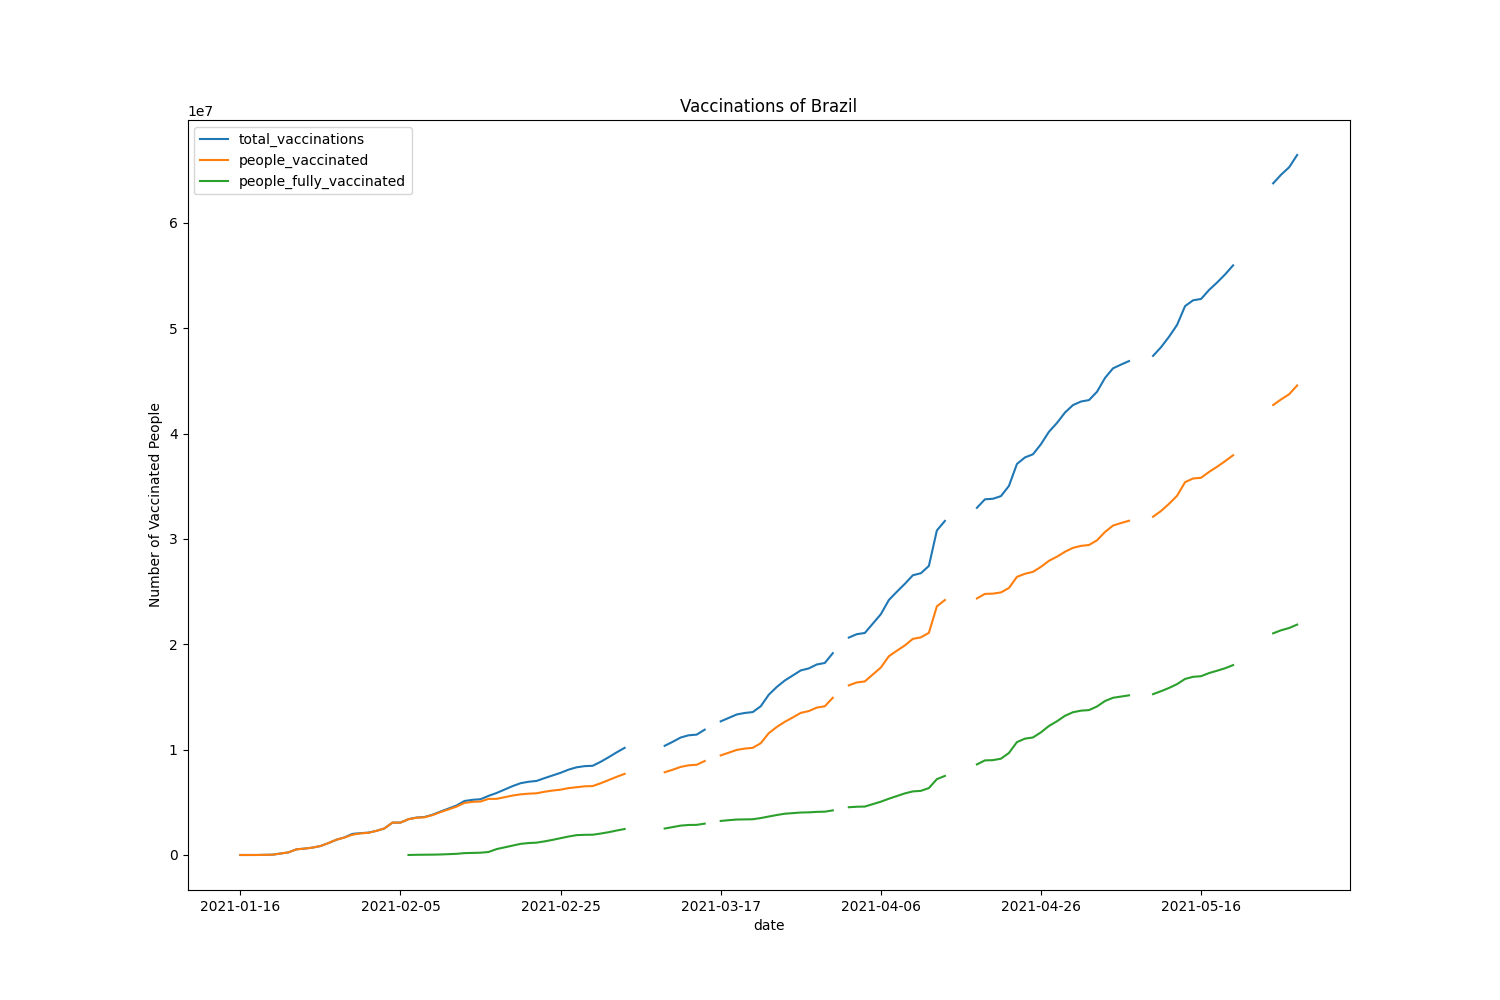 Vaccinations of Brazil
1e7
total_vaccinations
people_vaccinated
people_fully_vaccinated
6
5
4
3
2
1
0
Number of Vaccinated People
2021-01-16 2021-02-05 2021-02-25 2021-03-17 2021-04-06 2021-04-26 2021-05-16
date